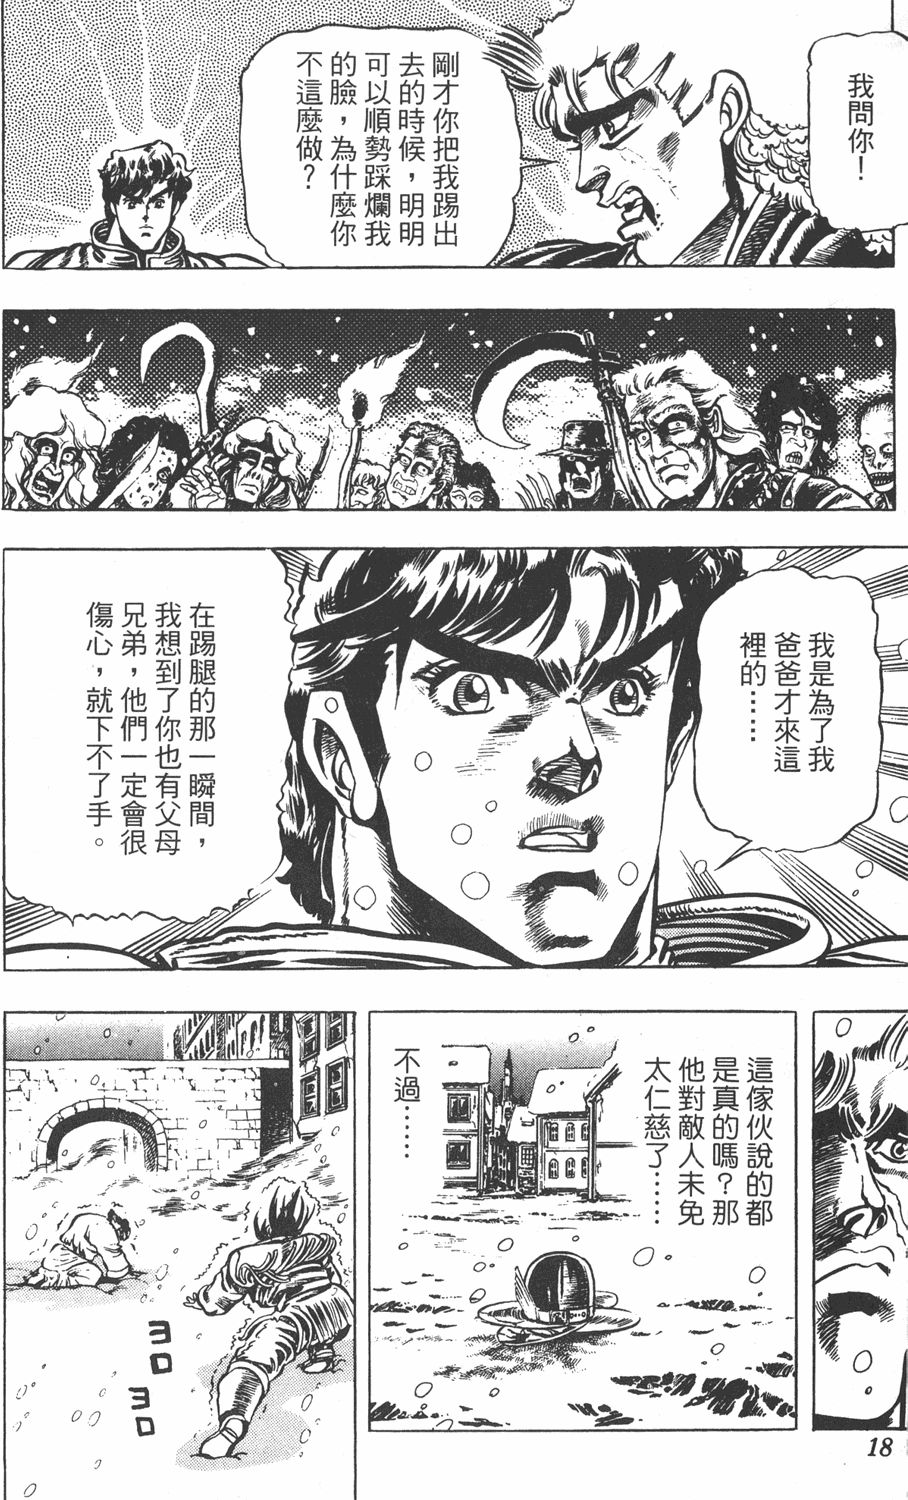 我問你！
剛才你把我踢出
去的時候，明明
可以順勢踩爛我
的臉，為什麼你
不這麼做？
我是為了我
爸爸才來這
裡的……
在踢腿的那一瞬間，
我想到了你也有父母
兄弟，他們一定會很
傷心，就下不了手。
這傢伙說的都
是真的嗎？那
他對敵人未免
太仁慈了……
不過……
ヨロ
ヨロ
18